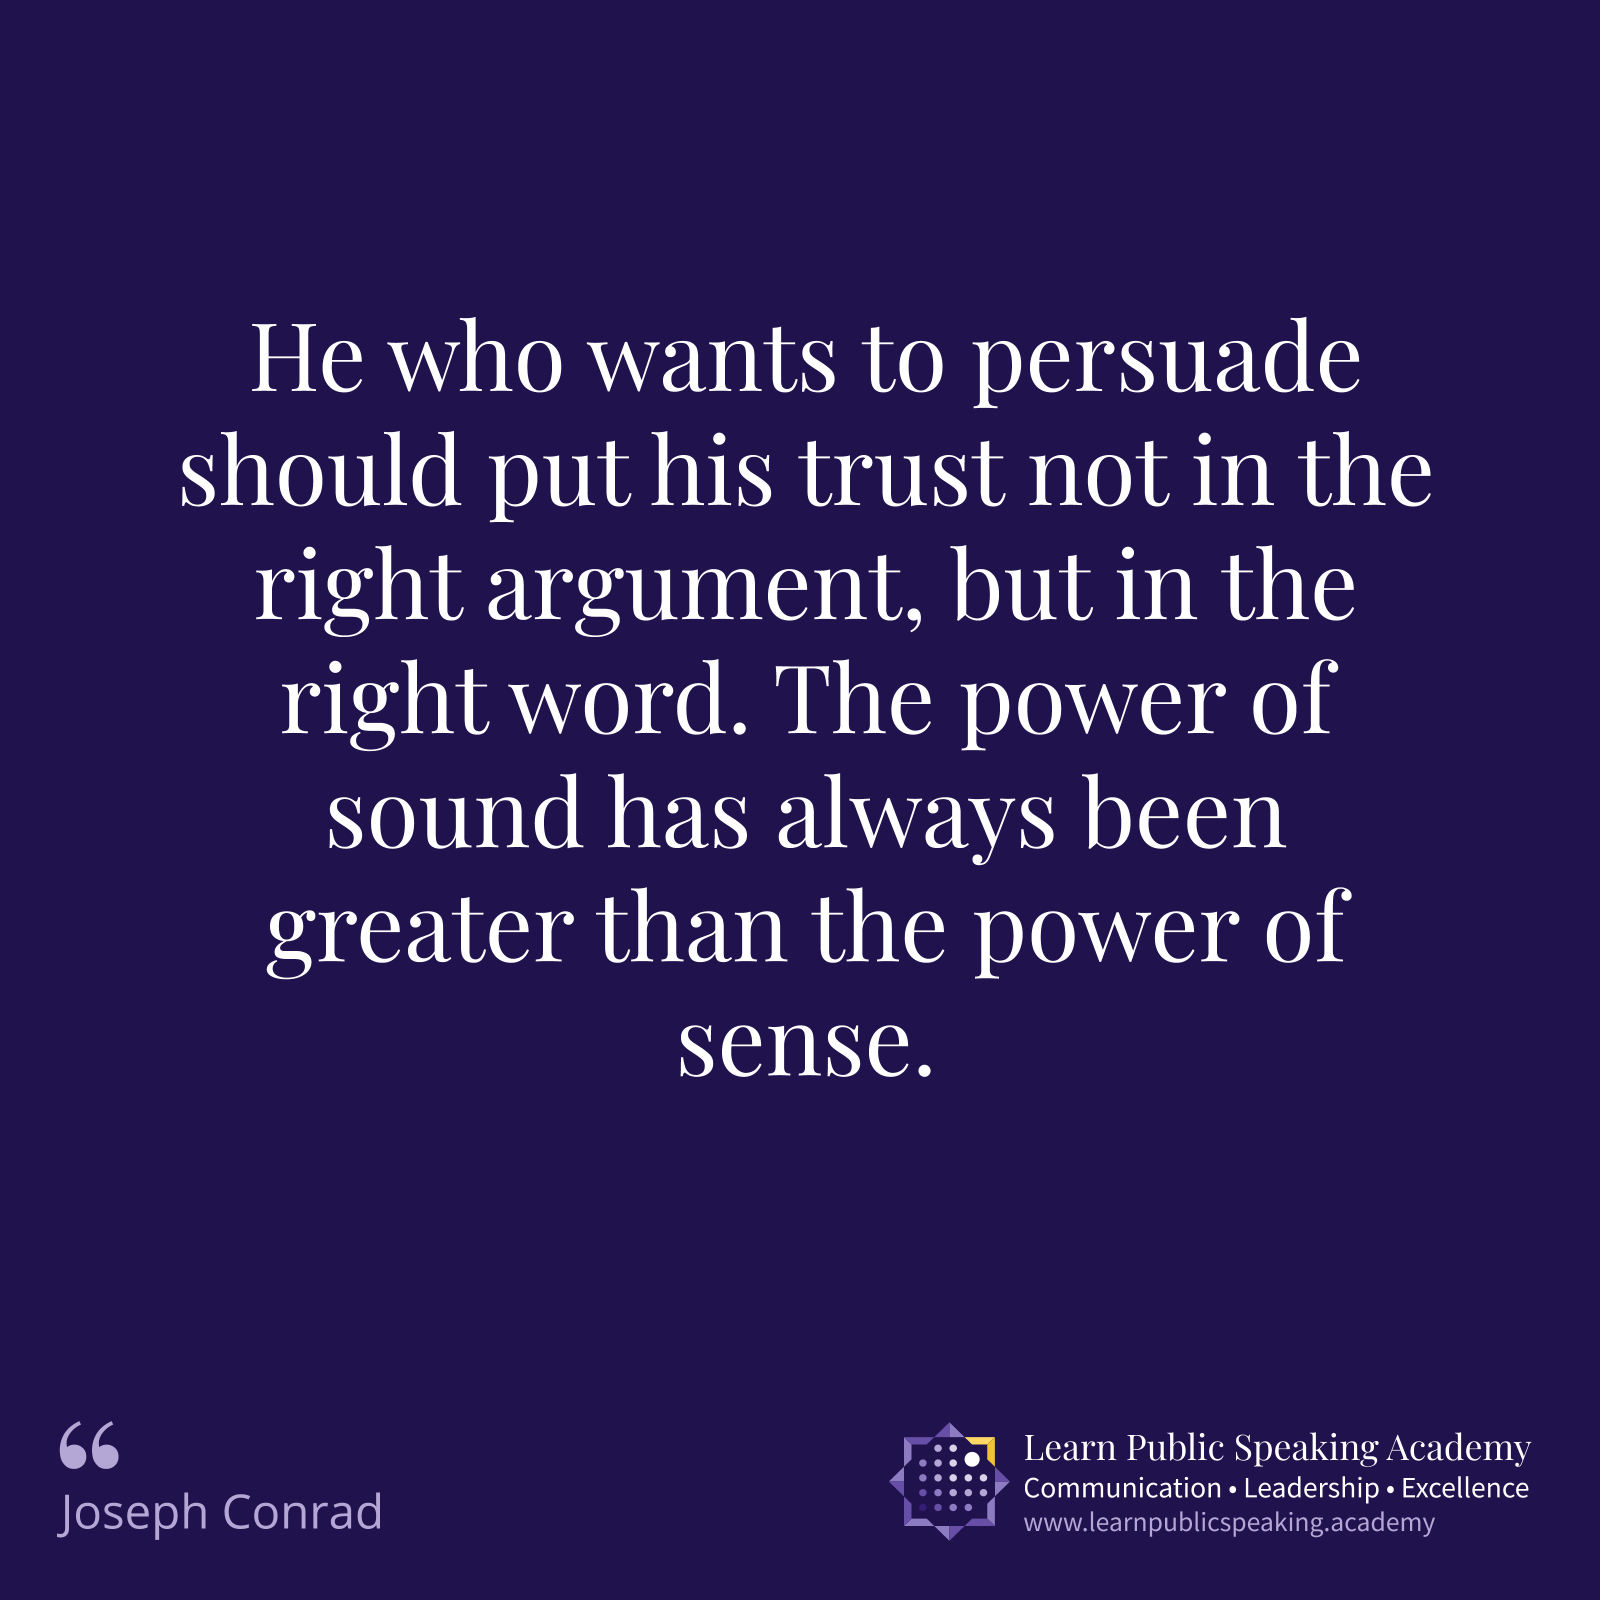 He who wants to persuade
should put his trust not in the
right argument, but in the
right word. The power of
sound has always been
greater than the power of
sense.
“
Joseph Conrad
Learn Public Speaking Academy
Communication • Leadership • Excellence
www.learnpublicspeaking.academy